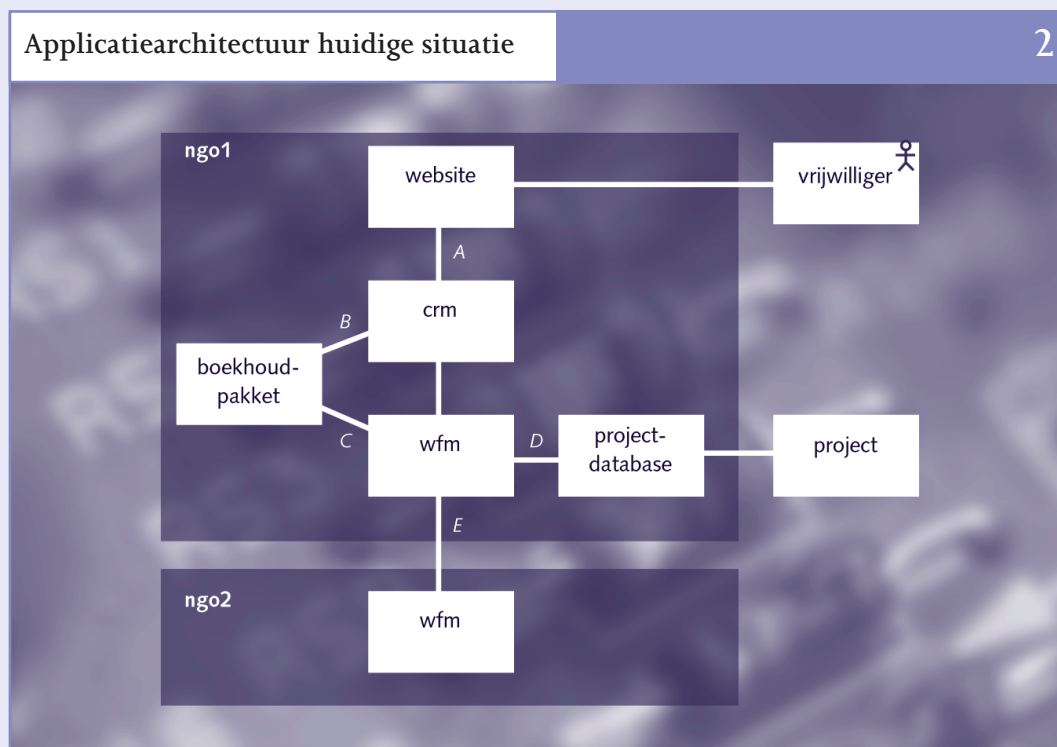 Applicatiearchitectuur huidige situatie
2
ngo1
website
vrijwilliger
A
crm
B
boekhoud-
pakket
C
wfm
D
project-
database
project
E
ngo2
wfm